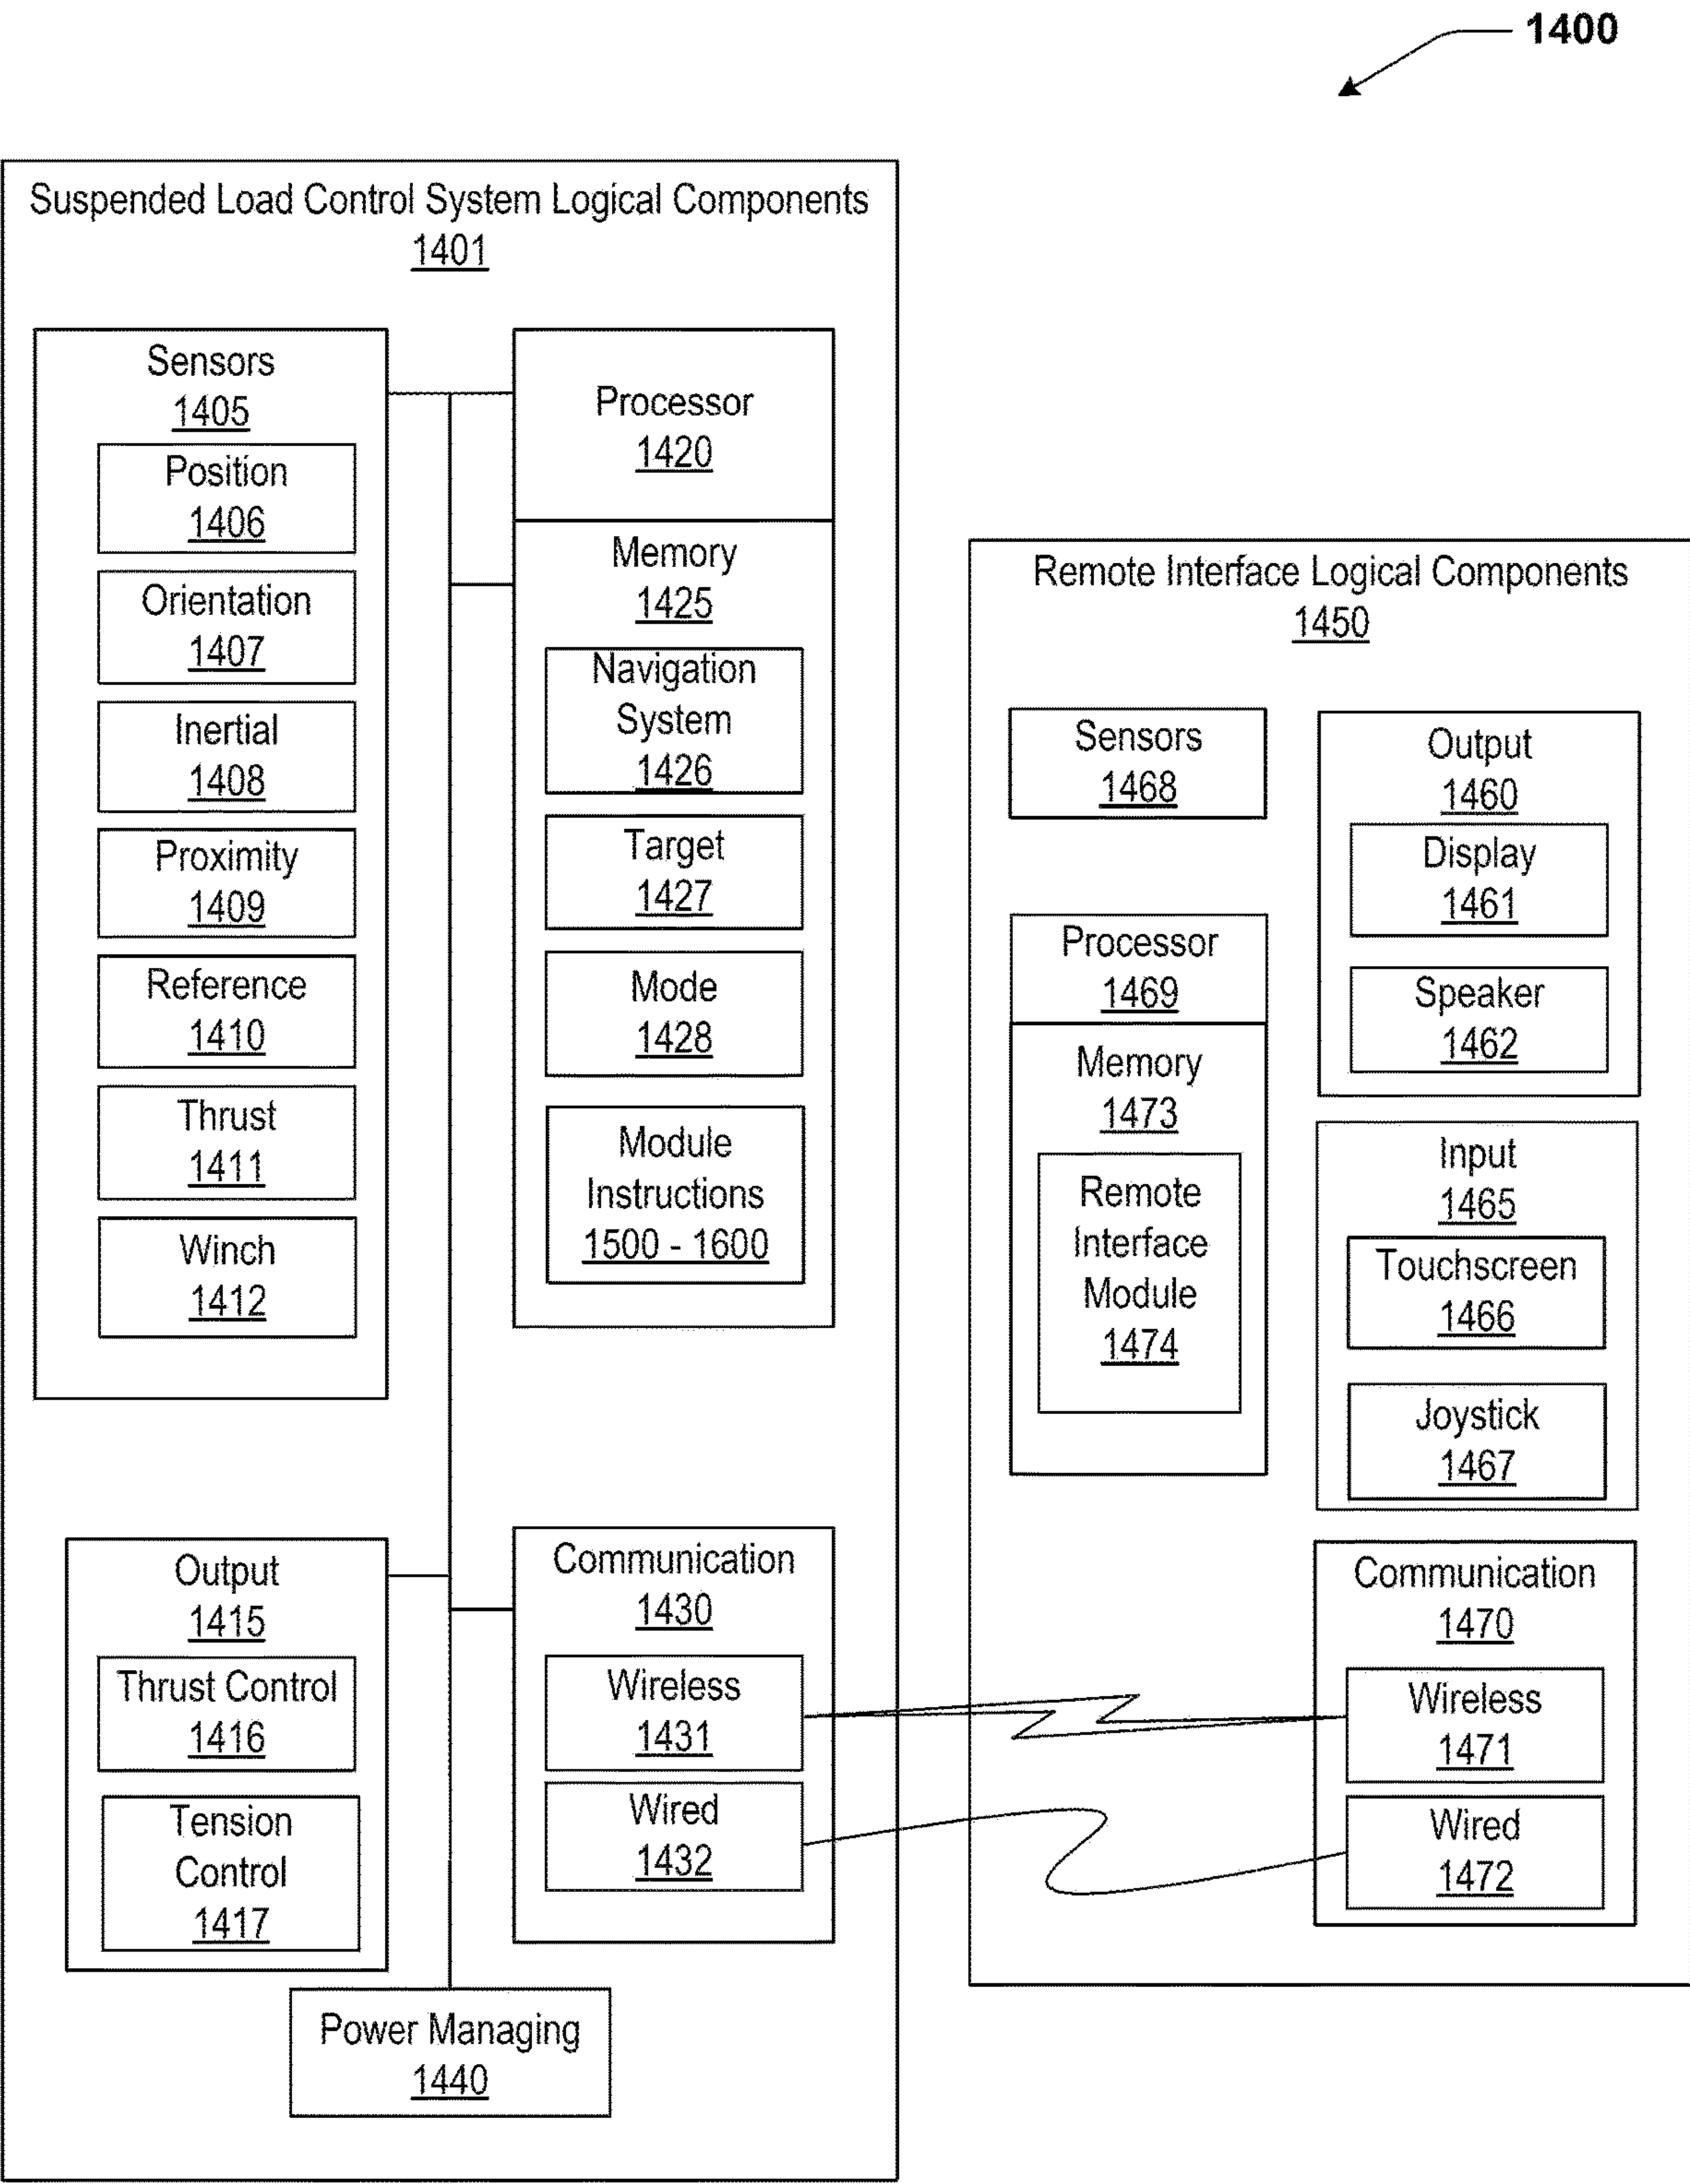 1400
Suspended Load Control System Logical Components
1401
Sensors
1405
Position
1406
Orientation
1407
Inertial
1408
Proximity
1409
Reference
1410
Thrust
1411
Winch
1412
Processor
1420
Memory
1425
Navigation
System
1426
Target
1427
Mode
1428
Module
Instructions
1500 - 1600
Output
1415
Thrust Control
1416
Tension
Control
1417
Communication
1430
Wireless
1431
Wired
1432
Power Managing
1440
Remote Interface Logical Components
1450
Sensors
1468
Processor
1469
Memory
1473
Remote
Interface
Module
1474
Output
1460
Display
1461
Speaker
1462
Input
1465
Touchscreen
1466
Joystick
1467
Communication
1470
Wireless
1471
Wired
1472